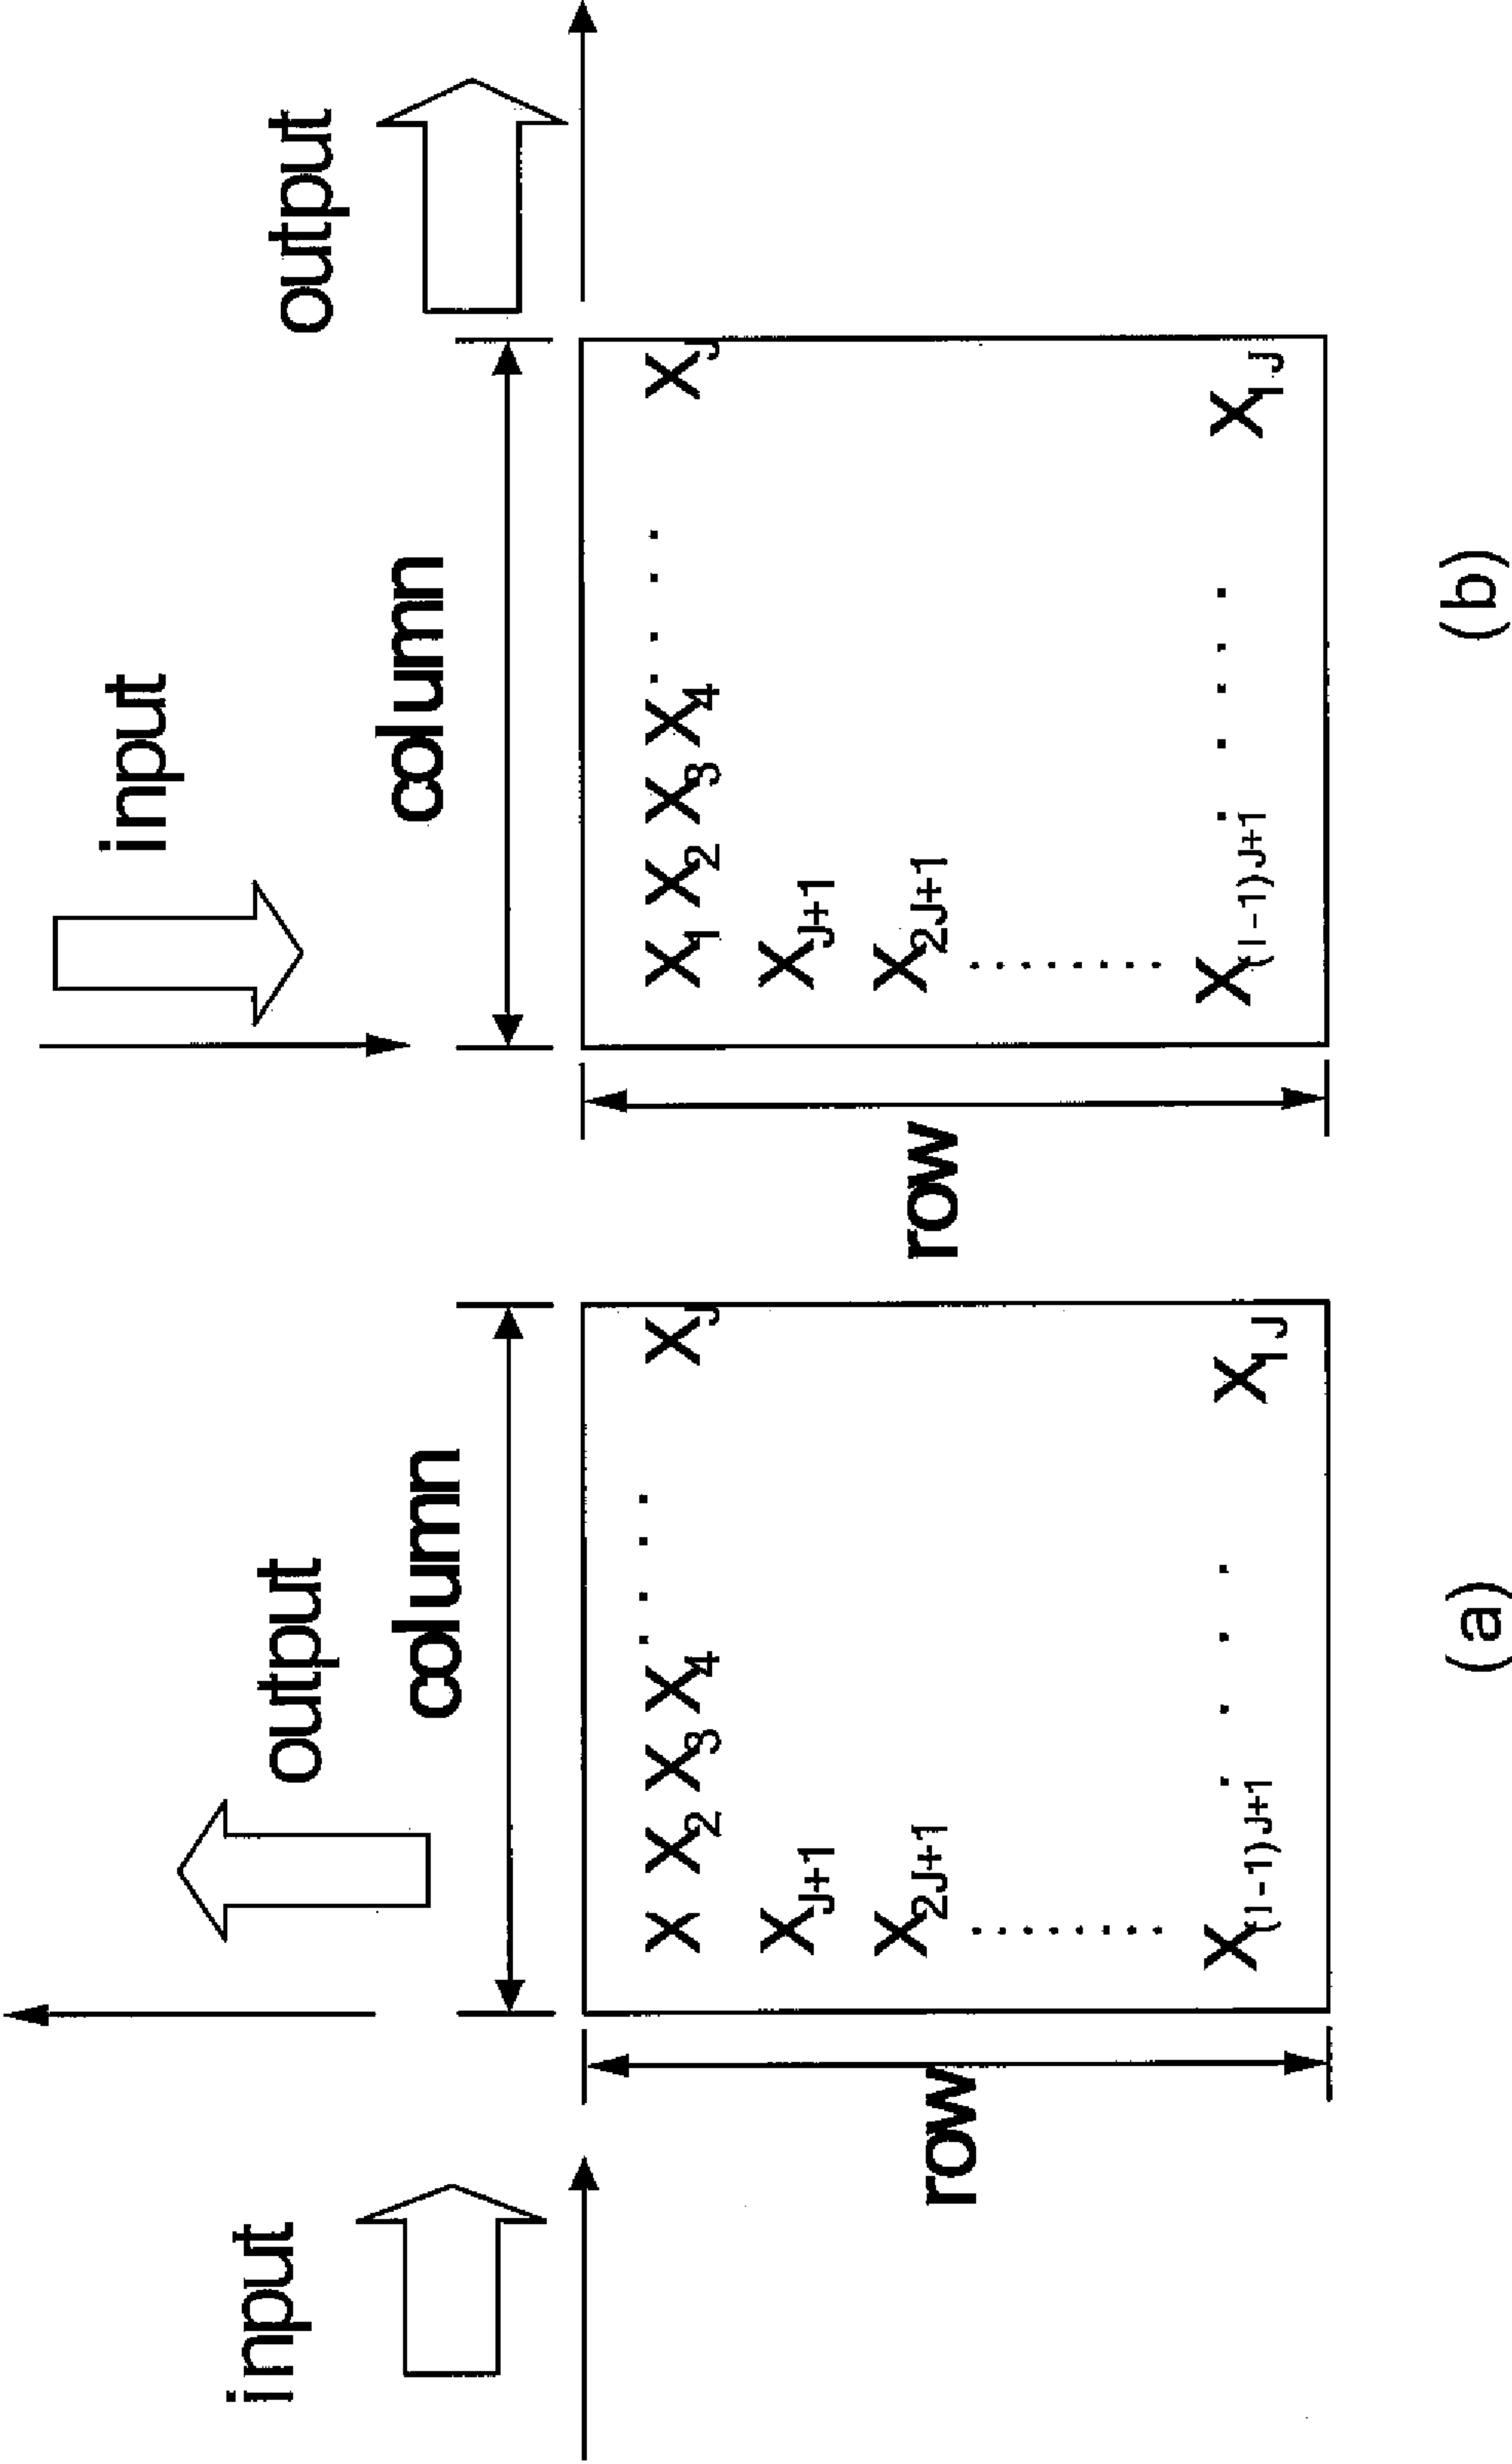 input
output
column
row
X X2 X3 X4 . . . . XJ
XJ+1
X2J+1
.......
X(I-1)J+1 . . . . XIJ
(a)
input
output
column
row
X1 X2 X3 X4 . . . . XJ
XJ+1
X2J+1
.......
X(I-1)J+1 . . . . . XIJ
(b)